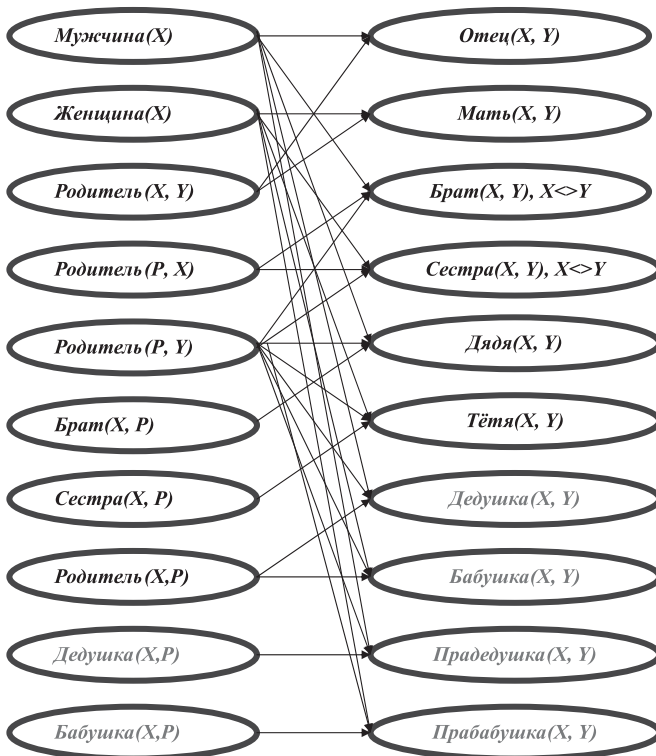 Мужчина(X)
Отец(X, Y)
Женщина(X)
Мать(X, Y)
Родитель(X, Y)
Брат(X, Y), X<>Y
Родитель(P, X)
Сестра(X, Y), X<>Y
Родитель(P, Y)
Дядя(X, Y)
Брат(X, P)
Тётя(X, Y)
Сестра(X, P)
Дедушка(X, Y)
Родитель(X,P)
Бабушка(X, Y)
Дедушка(X,P)
Прадедушка(X, Y)
Бабушка(X,P)
Прабабушка(X, Y)